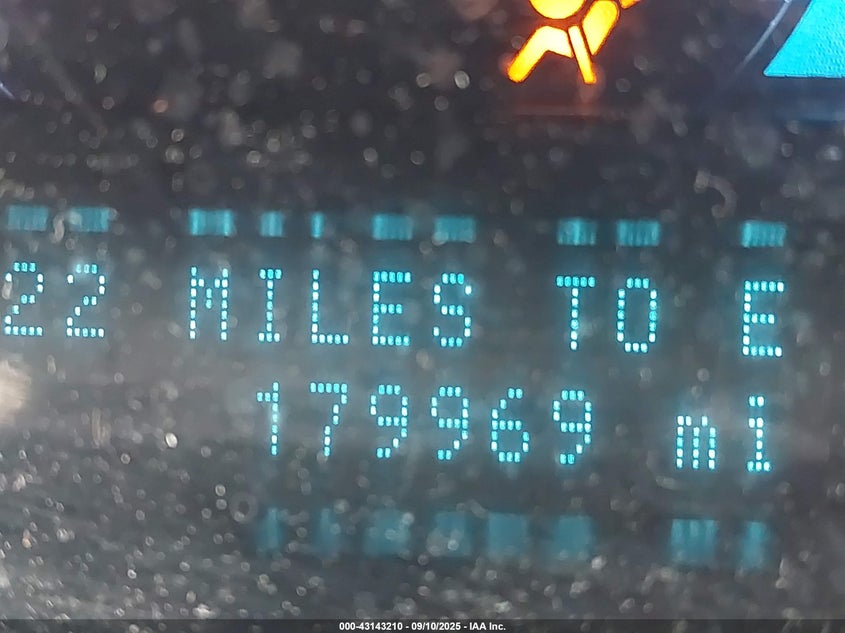 22 MILES TO E
179969 mi
000-43143210 - 09/10/2025 - IAA Inc.